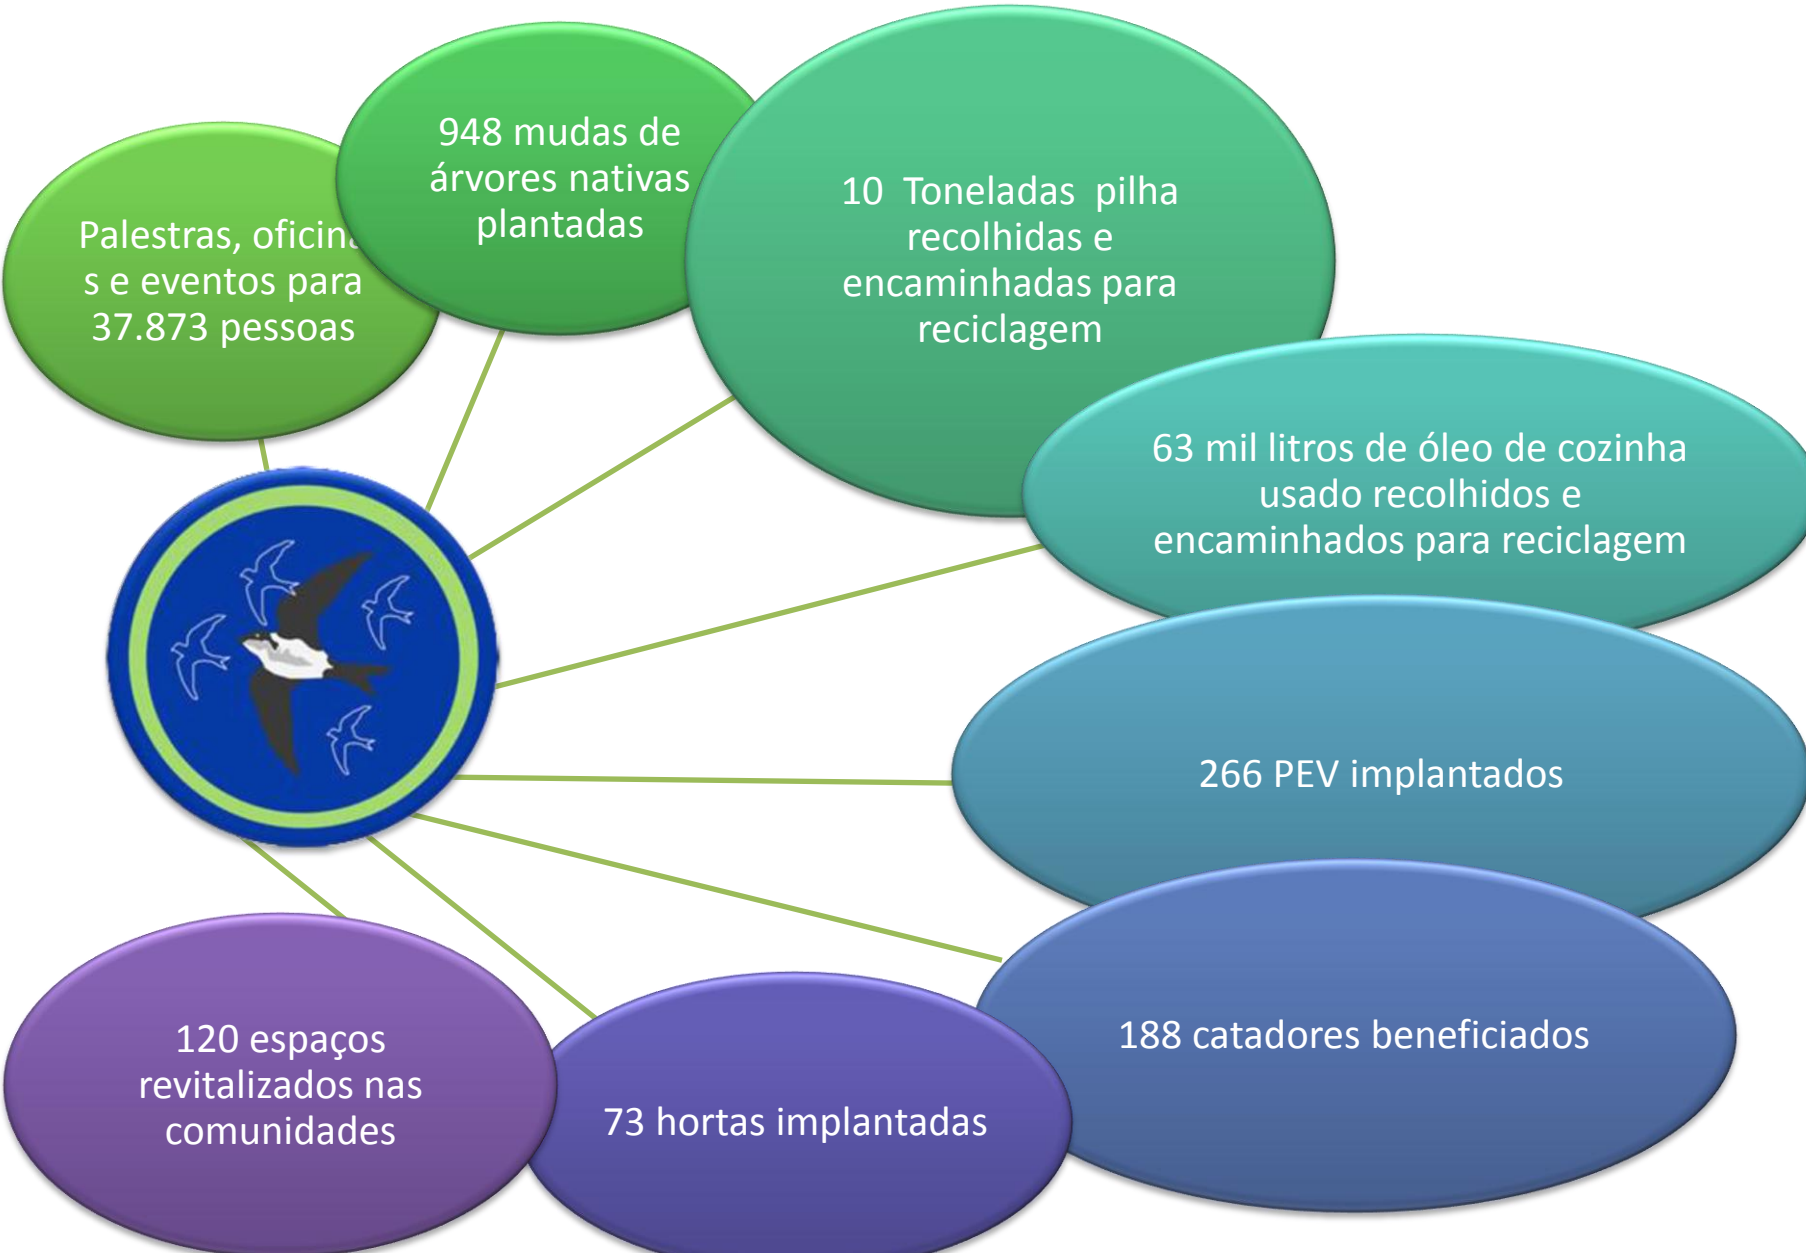 Palestras, oficina
s e eventos para
37.873 pessoas
948 mudas de
árvores nativas
plantadas
10  Toneladas  pilha
recolhidas e
encaminhadas para
reciclagem
63 mil litros de óleo de cozinha
usado recolhidos e
encaminhados para reciclagem
266 PEV implantados
188 catadores beneficiados
73 hortas implantadas
120 espaços
revitalizados nas
comunidades